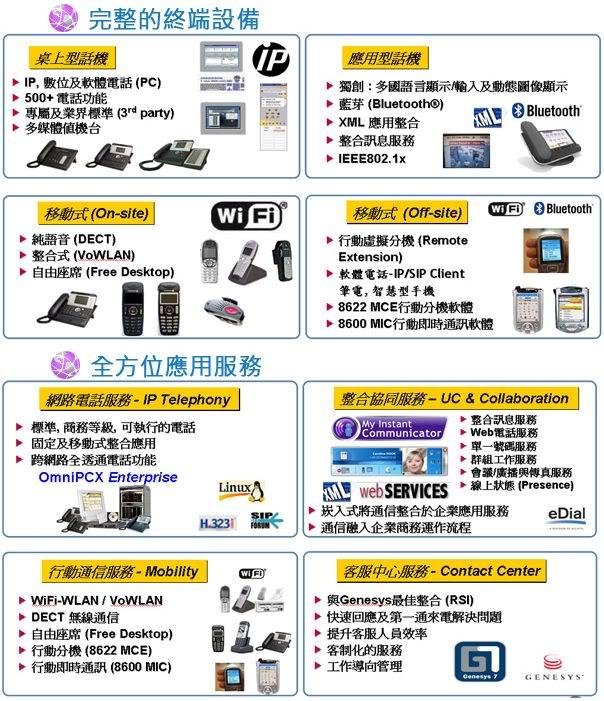 完整的終端設備
桌上型話機
IP, 數位及軟體電話 (PC)
500+ 電話功能
專屬及業界標準 (3rd party)
多媒體值機台
IP
應用型話機
獨創：多國語言顯示/輸入及動態圖像顯示
藍芽 (Bluetooth®)
XML 應用整合
整合訊息服務
IEEE802.1x
XML
Bluetooth®
移動式 (On-site)
Wi Fi®
純語音 (DECT)
整合式 (VoWLAN)
自由座席 (Free Desktop)
移動式 (Off-site)
Wi Fi
Bluetooth®
行動虛擬分機 (Remote
Extension)
軟體電話-IP/SIP Client
筆電, 智慧型手機
8622 MCE行動分機軟體
8600 MIC行動即時通訊軟體
全方位應用服務
網路電話服務 - IP Telephony
標準, 商務等級, 可執行的電話
固定及移動式整合應用
跨網路全透通電話功能
OmniPCX Enterprise
Linux
H.323
SIP
FORUM
整合協同服務 – UC & Collaboration
My Instant
Communicator
XML
web SERVICES
整合訊息服務
Web電話服務
單一號碼服務
群組工作服務
會議/廣播與傳真服務
線上狀態 (Presence)
崁入式將通信整合於企業應用服務
通信融入企業商務運作流程
eDial
行動通信服務 - Mobility
Wi Fi
WiFi-WLAN / VoWLAN
DECT 無線通信
自由座席 (Free Desktop)
行動分機 (8622 MCE)
行動即時通訊 (8600 MIC)
客服中心服務 - Contact Center
與Genesys最佳整合 (RSI)
快速回應及第一通來電解決問題
提升客服人員效率
客制化的服務
工作導向管理
G7
Genesys 7
GENESYS